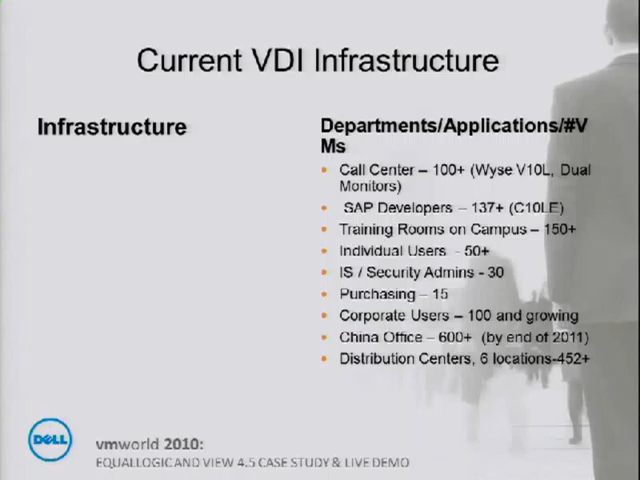 Current VDI Infrastructure
Infrastructure
Departments/Applications/#V
Ms
• Call Center – 100+ (Wyse V10L, Dual
Monitors)
• SAP Developers – 137+ (C10LE)
• Training Rooms on Campus – 150+
• Individual Users - 50+
• IS / Security Admins - 30
• Purchasing – 15
• Corporate Users – 100 and growing
• China Office – 600+ (by end of 2011)
• Distribution Centers, 6 locations-452+
DELL
vmworld 2010:
EQUALLOGIC AND VIEW 4.5 CASE STUDY & LIVE DEMO